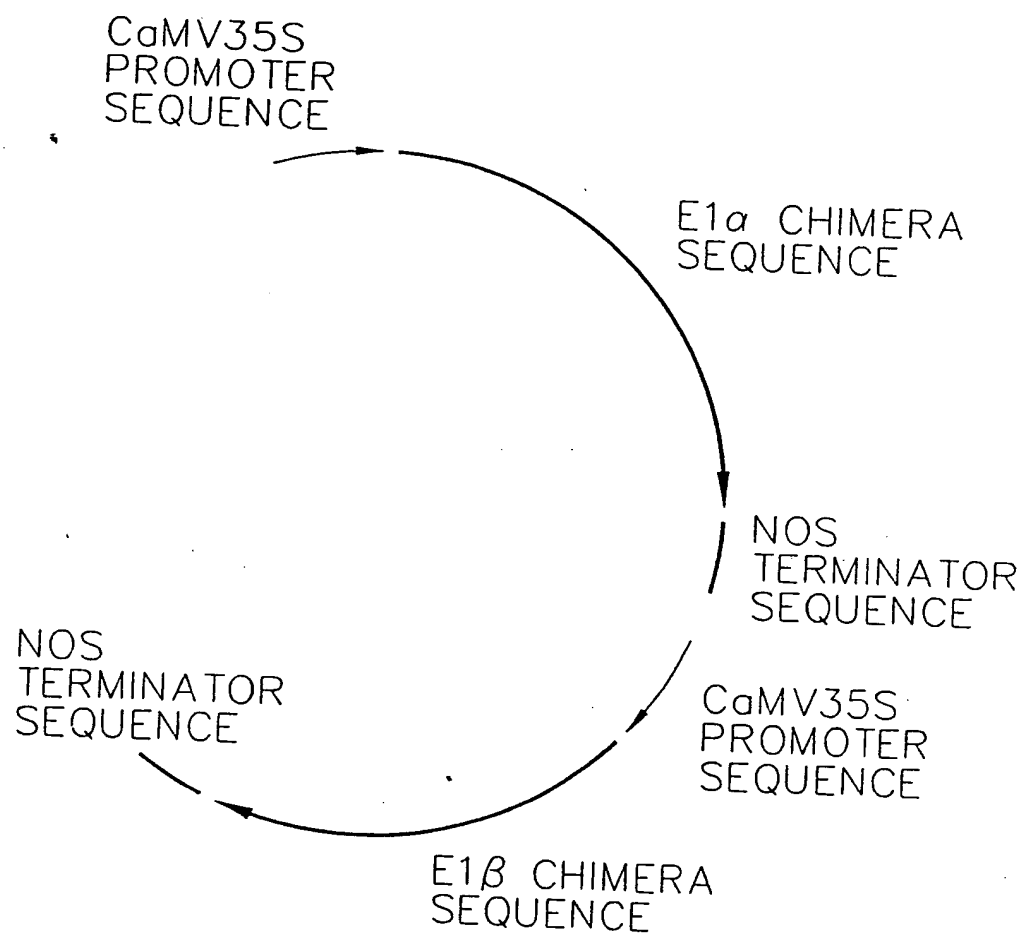 CaMV35S
PROMOTER
SEQUENCE
E1α CHIMERA
SEQUENCE
NOS
TERMINATOR
SEQUENCE
CaMV35S
PROMOTER
SEQUENCE
E1β CHIMERA
SEQUENCE
NOS
TERMINATOR
SEQUENCE